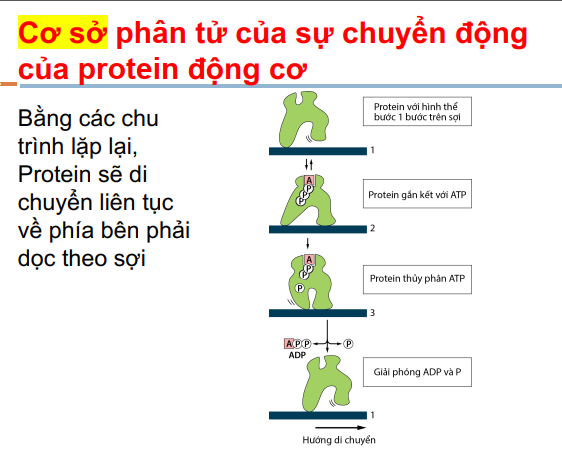 Cơ sở phân tử của sự chuyển động
của protein động cơ
Bằng các chu
trình lặp lại,
Protein sẽ di
chuyển liên tục
về phía bên phải
dọc theo sợi
Protein với hình thể
bước 1 bước trên sợi
1
A
P
P
P
Protein gắn kết với ATP
2
A
P
P
P
Protein thủy phân ATP
3
A P P
P
ADP
Giải phóng ADP và P
1
Hướng di chuyển